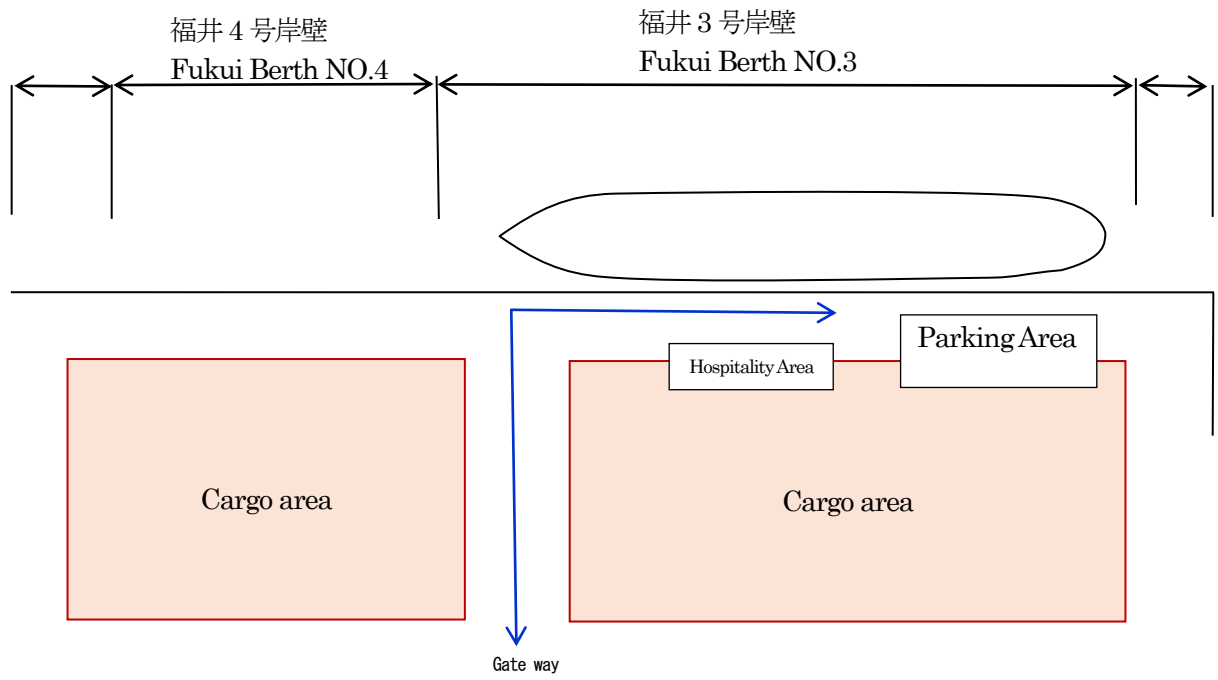 福井 4 号岸壁
Fukui Berth NO.4
福井 3 号岸壁
Fukui Berth NO.3
Parking Area
Hospitality Area
Cargo area
Cargo area
Gate way